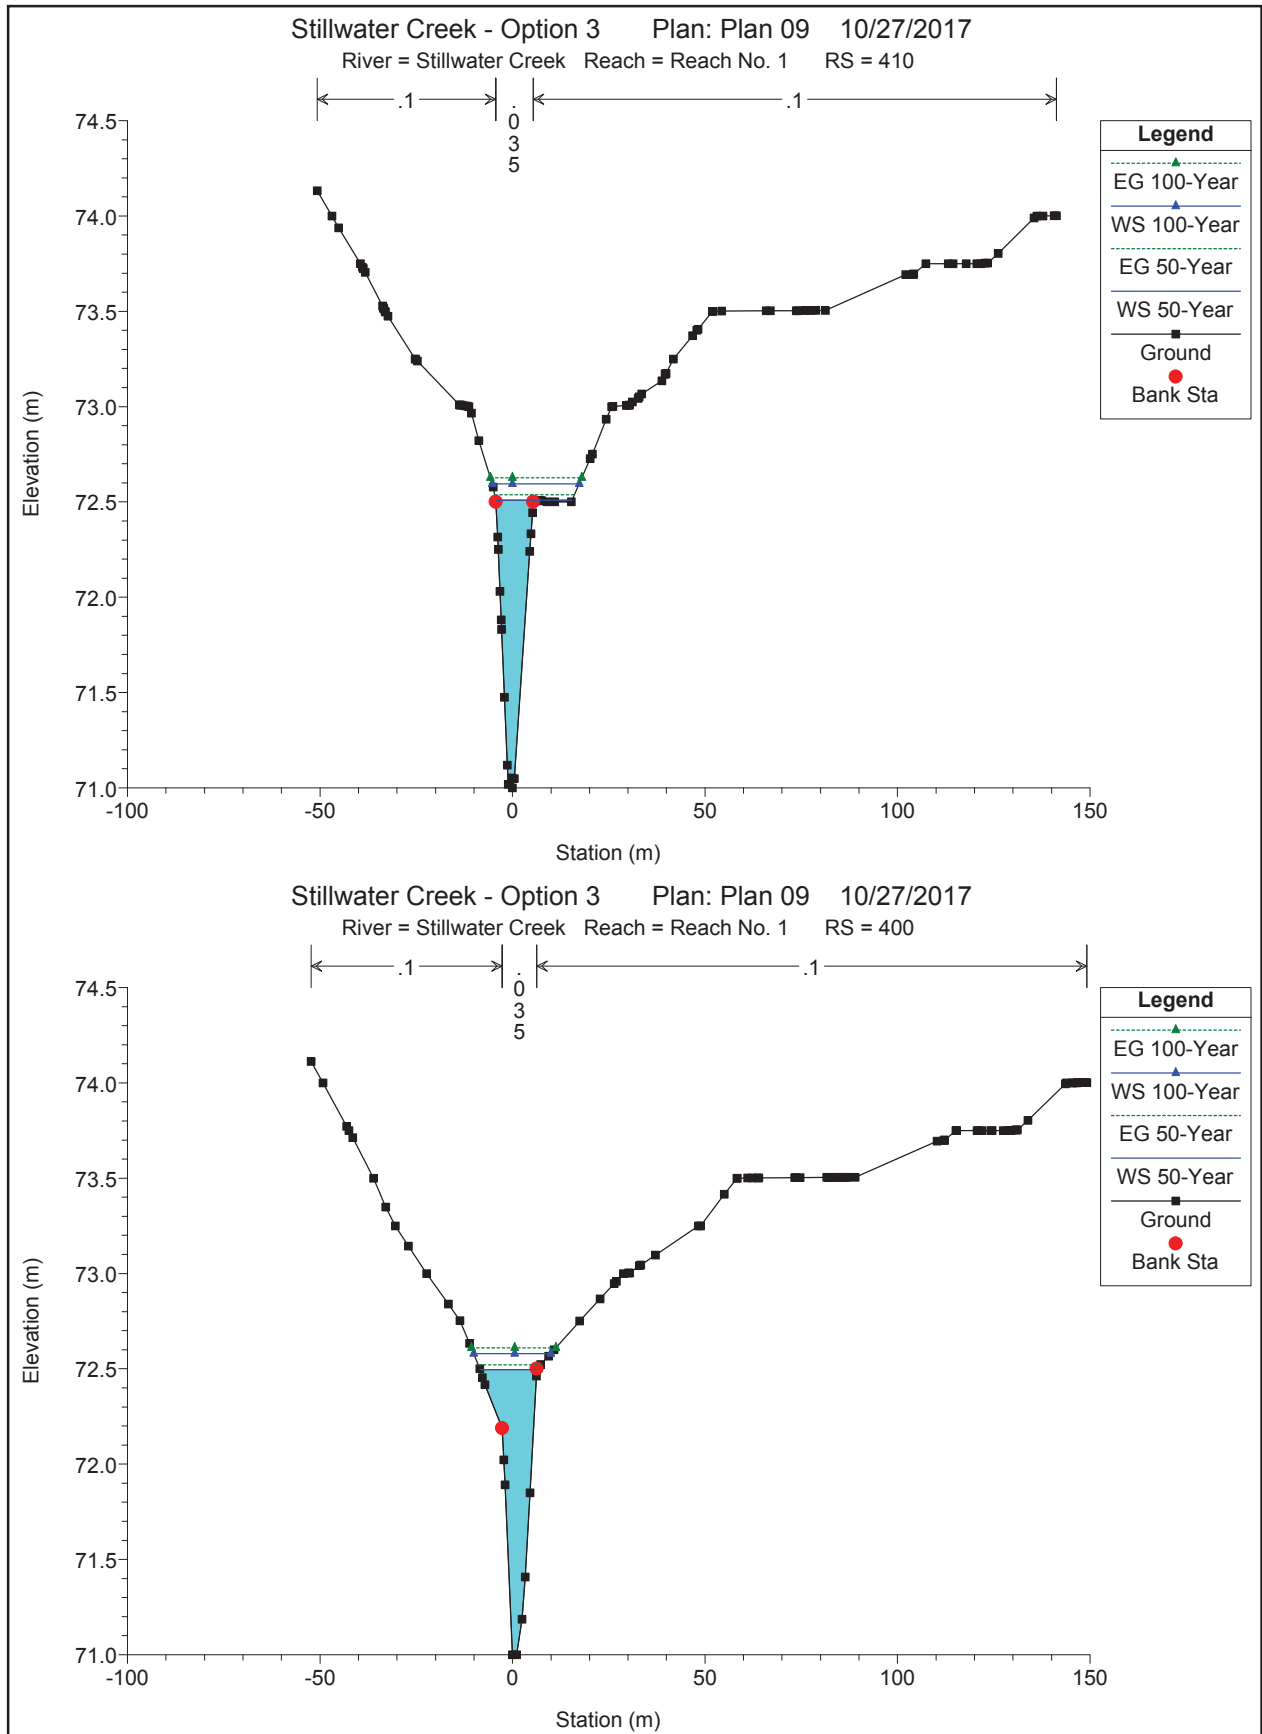 Stillwater Creek - Option 3 Plan: Plan 09 10/27/2017
River = Stillwater Creek Reach = Reach No. 1 RS = 410
.1
.035
.1
74.5
74.0
73.5
73.0
72.5
72.0
71.5
71.0
Elevation (m)
-100
-50
0
50
100
150
Station (m)
Legend
EG 100-Year
WS 100-Year
EG 50-Year
WS 50-Year
Ground
Bank Sta
Stillwater Creek - Option 3 Plan: Plan 09 10/27/2017
River = Stillwater Creek Reach = Reach No. 1 RS = 400
.1
.035
.1
74.5
74.0
73.5
73.0
72.5
72.0
71.5
71.0
Elevation (m)
-100
-50
0
50
100
150
Station (m)
Legend
EG 100-Year
WS 100-Year
EG 50-Year
WS 50-Year
Ground
Bank Sta